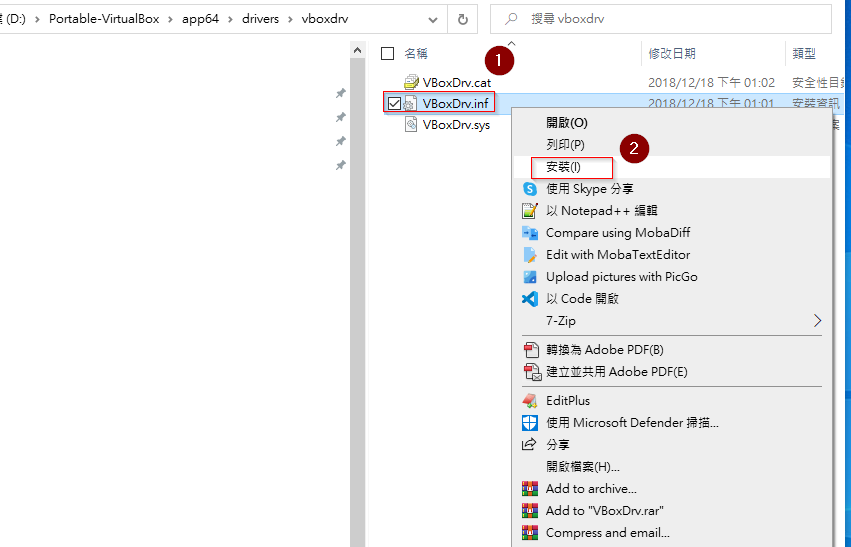 (D:) > Portable-VirtualBox > app64 > drivers > vboxdrv
搜尋 vboxdrv
名稱 修改日期 類型
1
VBoxDrv.cat 2018/12/18 下午 01:02 安全性目錄
VBoxDrv.inf 2018/12/18 下午 01:01 安裝資訊
VBoxDrv.sys
開啟(O)
列印(P)
2
安裝(I)
使用 Skype 分享
以 Notepad++ 編輯
Compare using MobaDiff
Edit with MobaTextEditor
Upload pictures with PicGo
以 Code 開啟
7-Zip
轉換為 Adobe PDF(B)
建立並共用 Adobe PDF(E)
EditPlus
使用 Microsoft Defender 掃描...
分享
開啟檔案(H)...
Add to archive...
Add to "VBoxDrv.rar"
Compress and email...